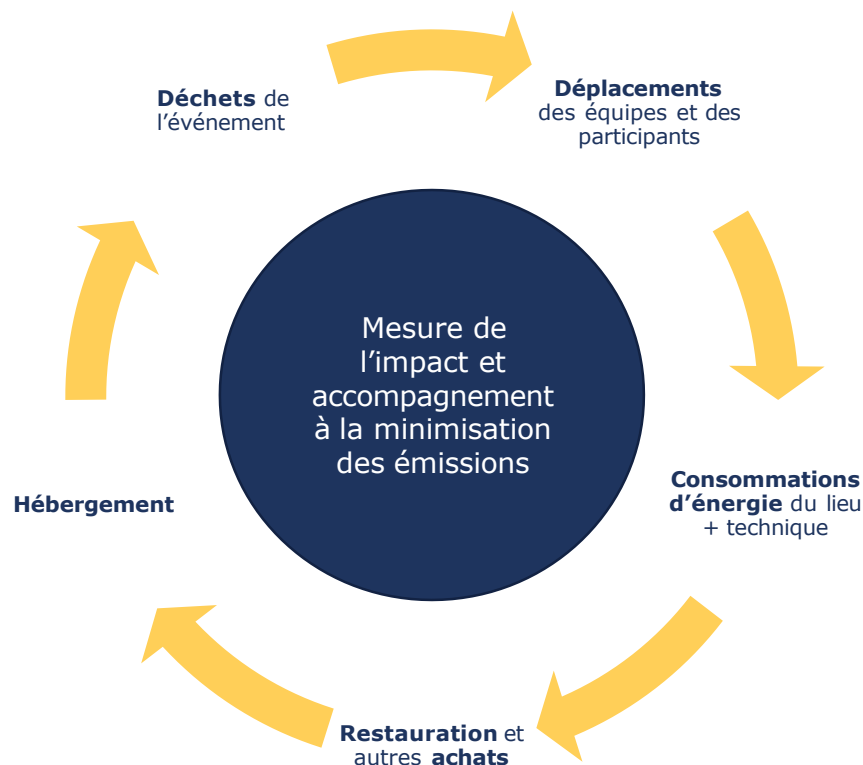 Déchets de
l’événement
Déplacements
des équipes et des
participants
Mesure de
l’impact et
accompagnement
à la minimisation
des émissions
Consommations
d’énergie du lieu
+ technique
Hébergement
Restauration et
autres achats